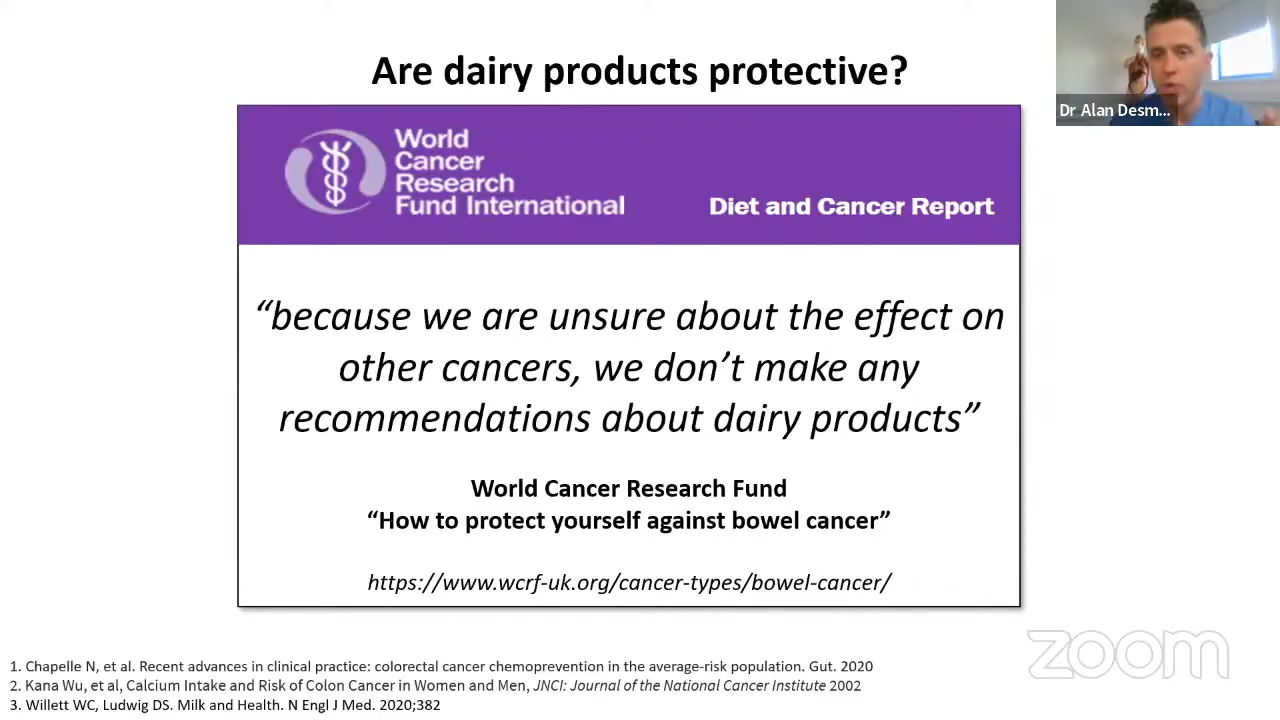 Are dairy products protective?
Dr Alan Desm...
World
Cancer
Research
Fund International
Diet and Cancer Report
“because we are unsure about the effect on
other cancers, we don’t make any
recommendations about dairy products”
World Cancer Research Fund
“How to protect yourself against bowel cancer”
https://www.wcrf-uk.org/cancer-types/bowel-cancer/
zoom
1. Chapelle N, et al. Recent advances in clinical practice: colorectal cancer chemoprevention in the average-risk population. Gut. 2020
2. Kana Wu, et al, Calcium Intake and Risk of Colon Cancer in Women and Men, JNCI: Journal of the National Cancer Institute 2002
3. Willett WC, Ludwig DS. Milk and Health. N Engl J Med. 2020;382